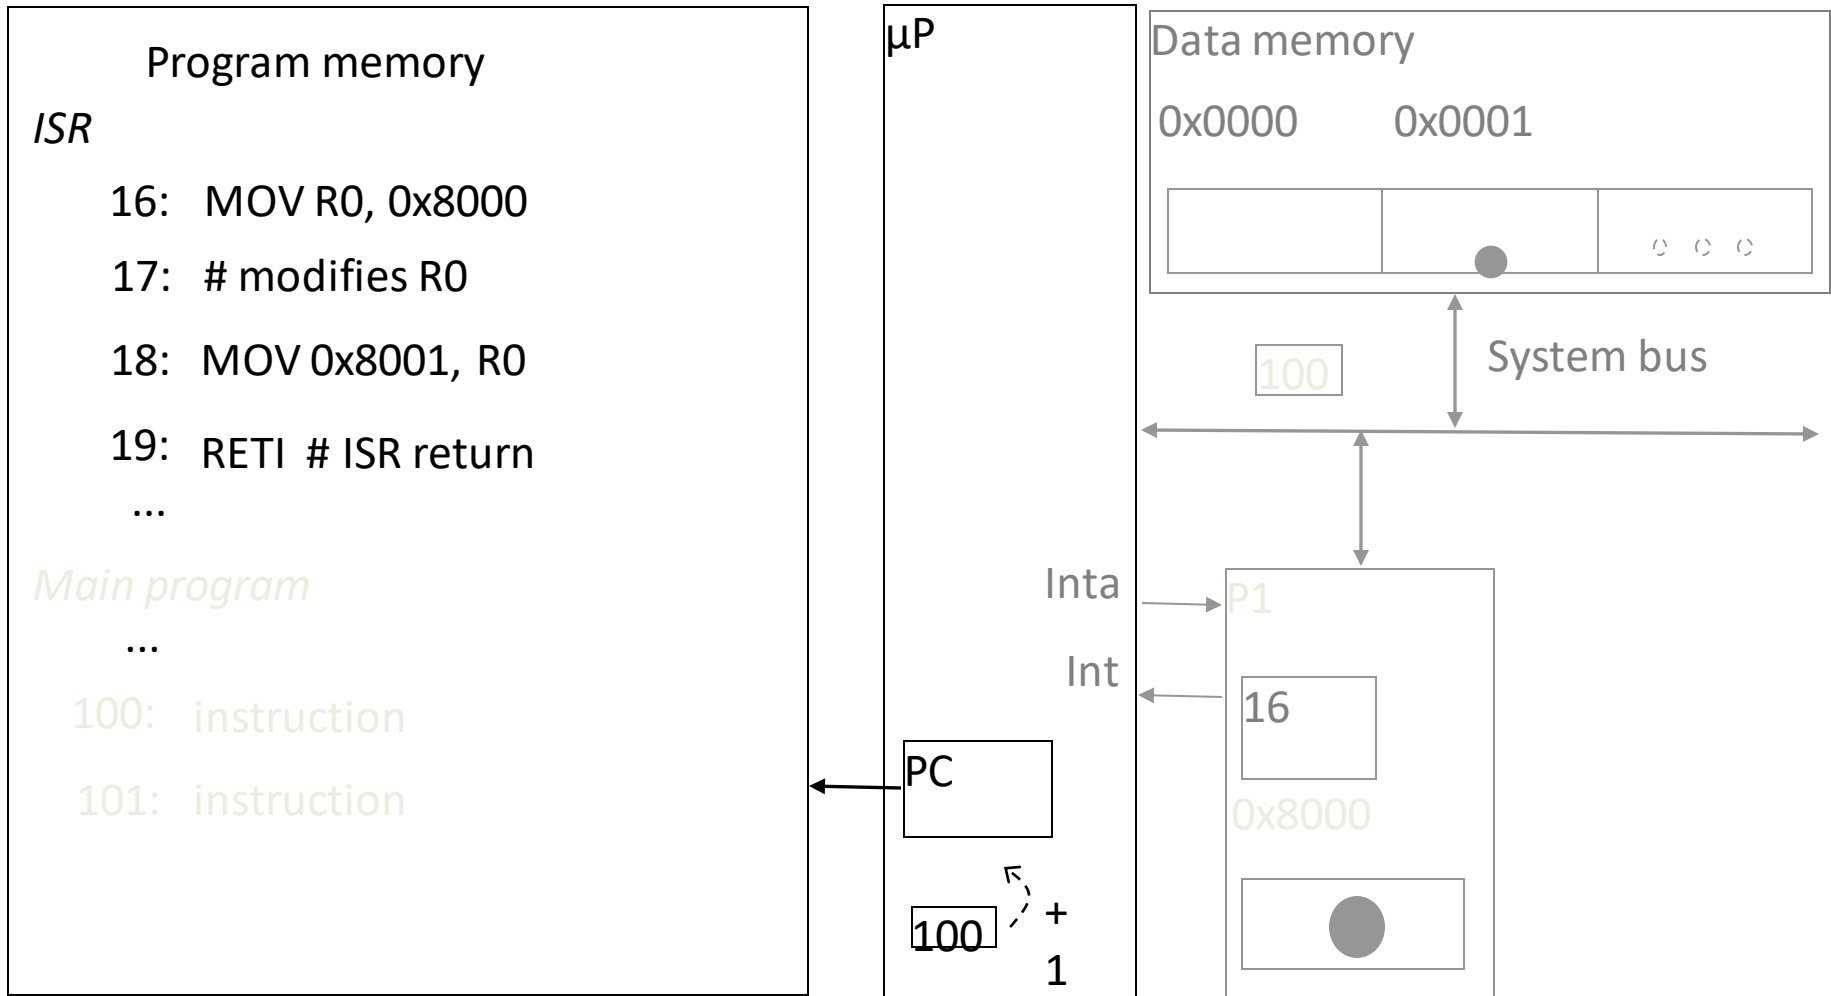 Program memory
ISR
16: MOV R0, 0x8000
17: # modifies R0
18: MOV 0x8001, R0
19: RETI # ISR return
...
Main program
...
100: instruction
101: instruction
µP
Inta
Int
PC
100
+
1
Data memory
0x0000 0x0001
100
System bus
P1
16
0x8000